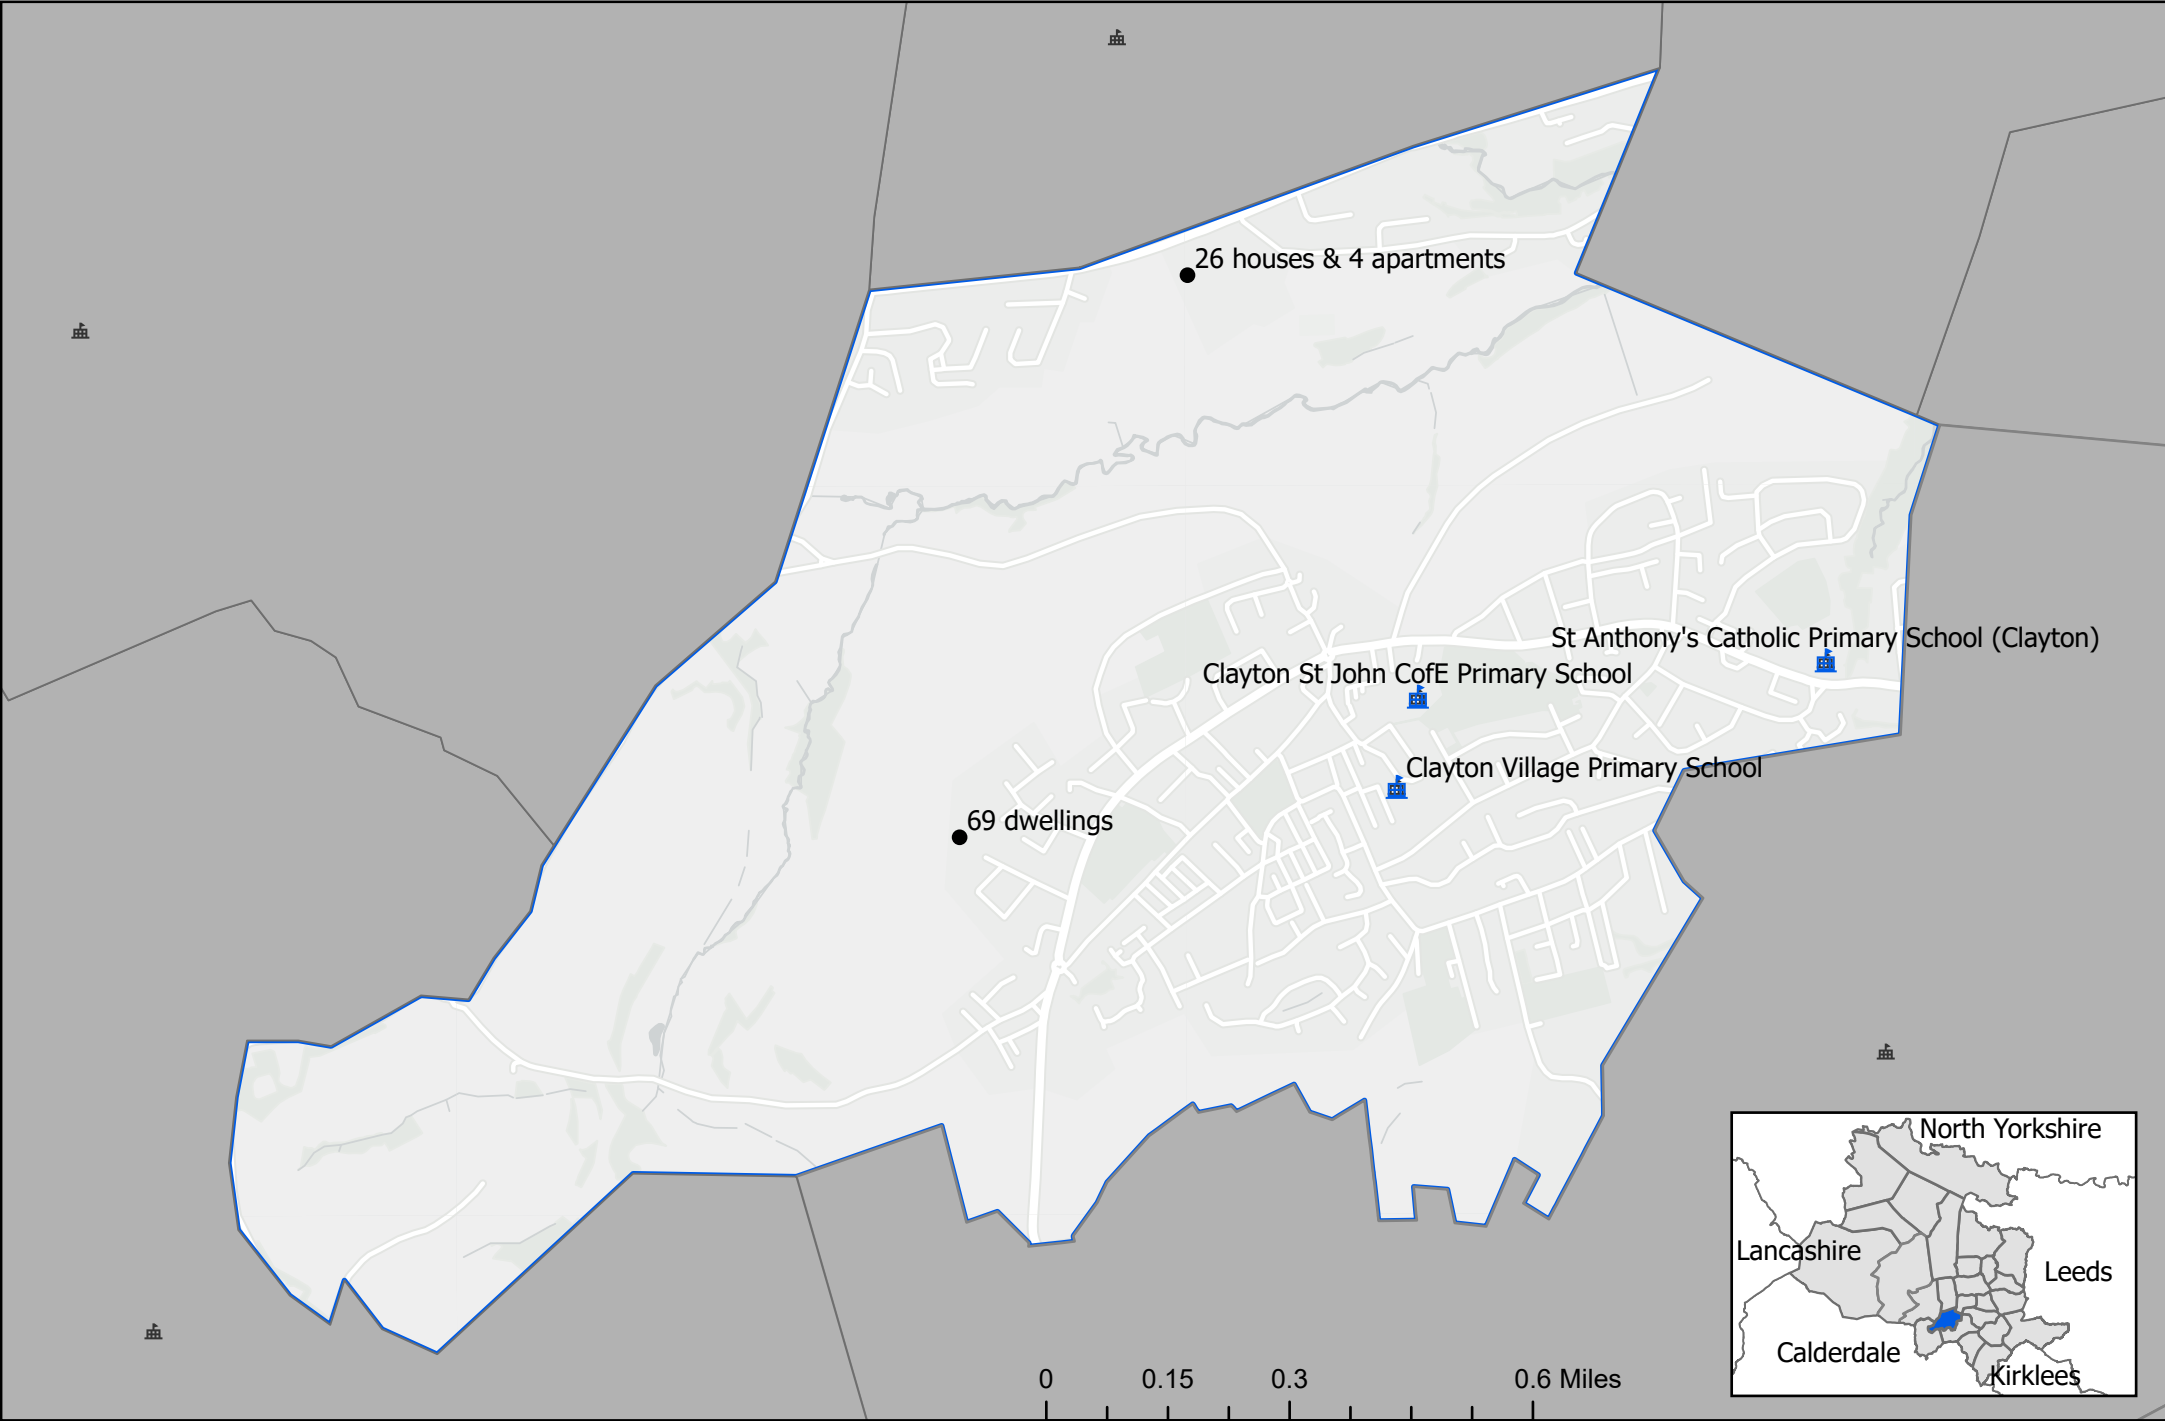 26 houses & 4 apartments
St Anthony's Catholic Primary School (Clayton)
Clayton St John CofE Primary School
Clayton Village Primary School
69 dwellings
North Yorkshire
Lancashire
Leeds
Calderdale
Kirklees
0 0.15 0.3 0.6 Miles